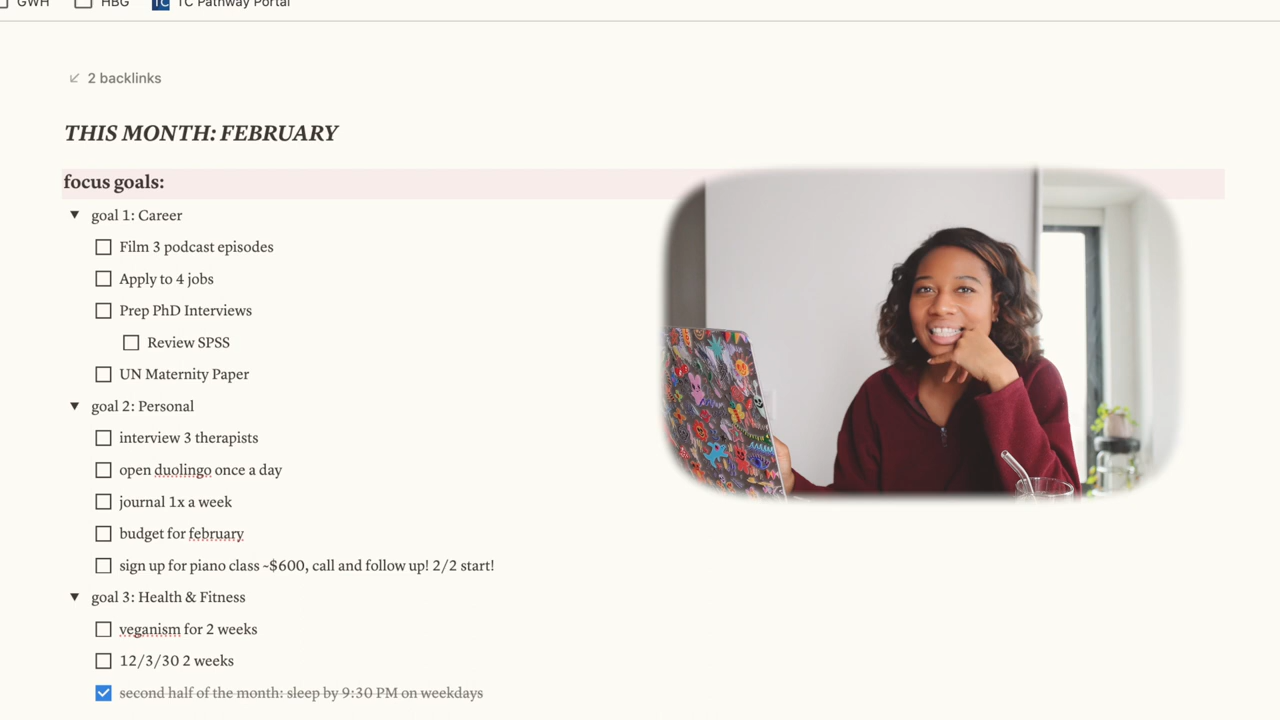 GWH HBG TC TC Pathway Portal
2 backlinks
THIS MONTH: FEBRUARY
focus goals:
goal 1: Career
Film 3 podcast episodes
Apply to 4 jobs
Prep PhD Interviews
Review SPSS
UN Maternity Paper
goal 2: Personal
interview 3 therapists
open duolingo once a day
journal 1x a week
budget for february
sign up for piano class ~$600, call and follow up! 2/2 start!
goal 3: Health & Fitness
veganism for 2 weeks
12/3/30 2 weeks
second half of the month: sleep by 9:30 PM on weekdays